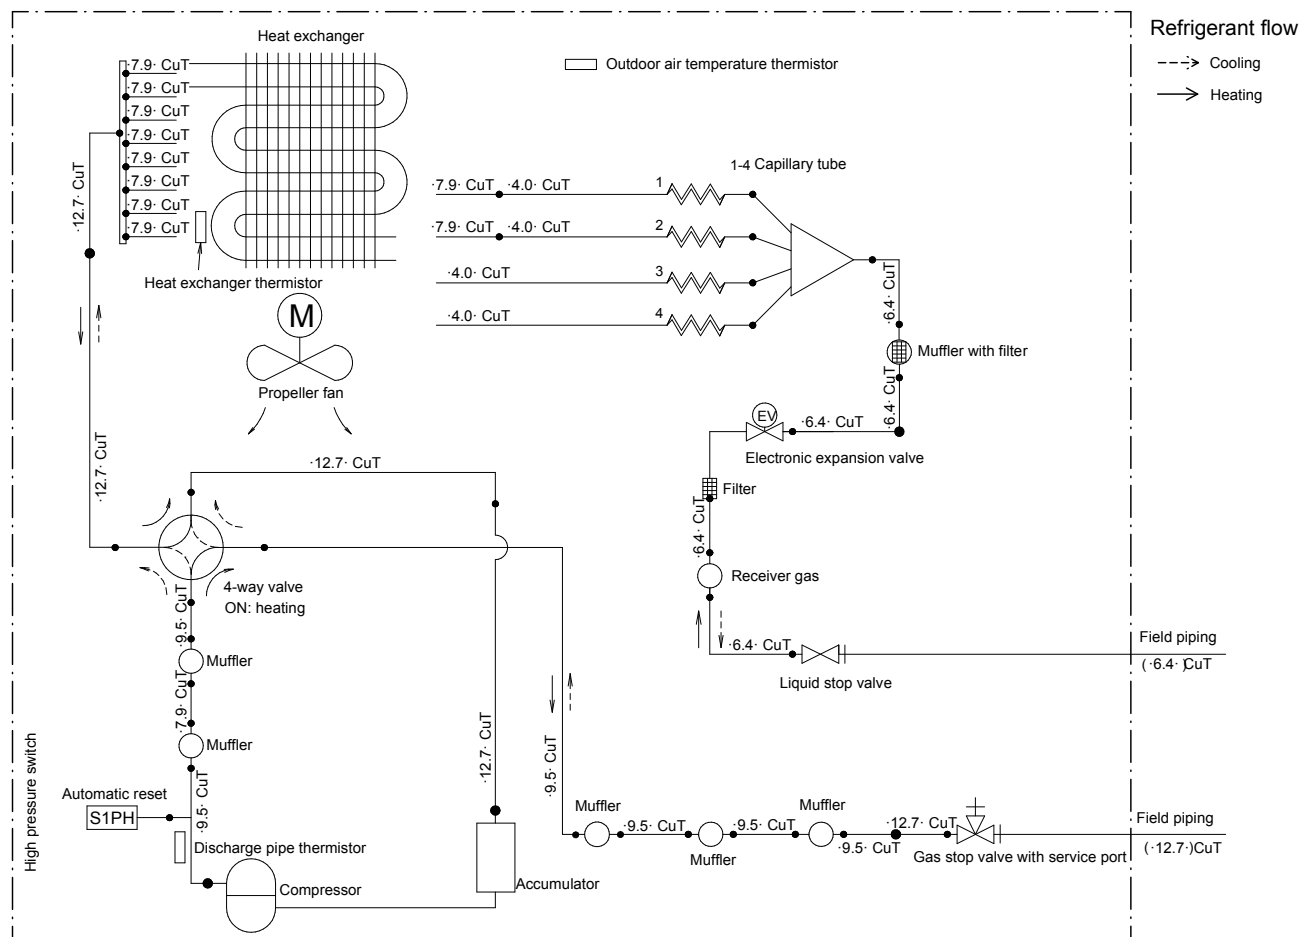 Refrigerant flow
Cooling
Heating
Heat exchanger
Outdoor air temperature thermistor
·7.9· CuT
·7.9· CuT
·7.9· CuT
·7.9· CuT
·7.9· CuT
·7.9· CuT
·7.9· CuT
·7.9· CuT
·12.7· CuT
Heat exchanger thermistor
1-4 Capillary tube
·7.9· CuT ·4.0· CuT 1
·7.9· CuT ·4.0· CuT 2
·4.0· CuT 3
·4.0· CuT 4
·6.4· CuT
M
Propeller fan
Muffler with filter
·6.4· CuT
EV
·6.4· CuT
Electronic expansion valve
·12.7· CuT
·12.7· CuT
Filter
·6.4· CuT
Receiver gas
4-way valve
ON: heating
·9.5· CuT
Muffler
·7.9· CuT
Muffler
·6.4· CuT
Liquid stop valve
Field piping
(·6.4· )CuT
High pressure switch
Automatic reset
S1PH
·9.5· CuT
Discharge pipe thermistor
Compressor
·12.7· CuT
Accumulator
·9.5· CuT
Muffler
·9.5· CuT
Muffler
·9.5· CuT
Muffler
·9.5· CuT
·12.7· CuT
Gas stop valve with service port
Field piping
(·12.7·)CuT